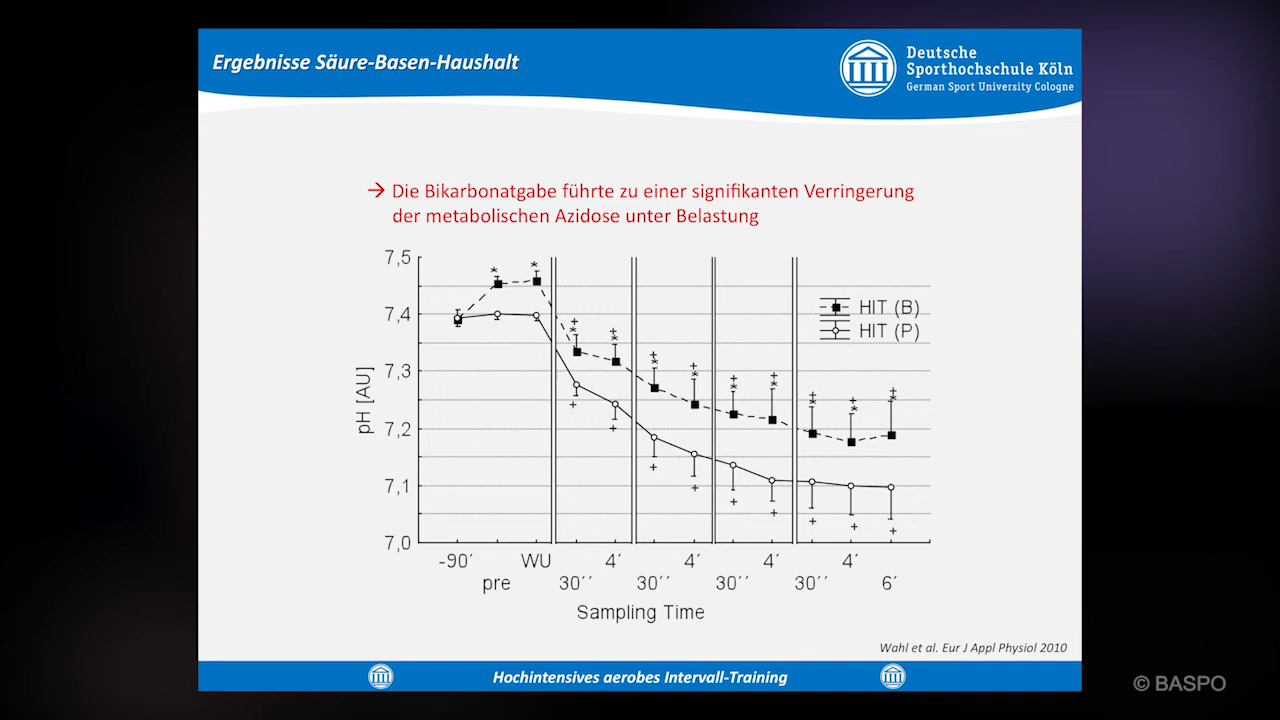 Ergebnisse Säure-Basen-Haushalt
Deutsche
Sporthochschule Köln
German Sport University Cologne
→ Die Bikarbonatgabe führte zu einer signifikanten Verringerung
der metabolischen Azidose unter Belastung
7,5
7,4
7,3
7,2
7,1
7,0
pH [AU]
HIT (B)
HIT (P)
-90´ WU 4´ 4´ 4´ 4´
pre 30´´ 30´´ 30´´ 30´´ 6´
Sampling Time
Wahl et al. Eur J Appl Physiol 2010
Hochintensives aerobes Intervall-Training
© BASPO